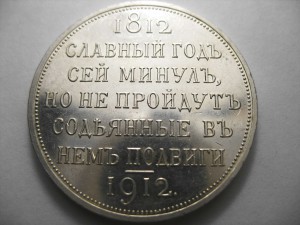 1812
СЛАВНЫЙ ГОДЪ
СЕЙ МИНУЛЪ,
НО НЕ ПРОЙДУТЪ
СОДѢЯННЫЕ ВЪ
НЕМЪ ПОДВИГИ
1912.